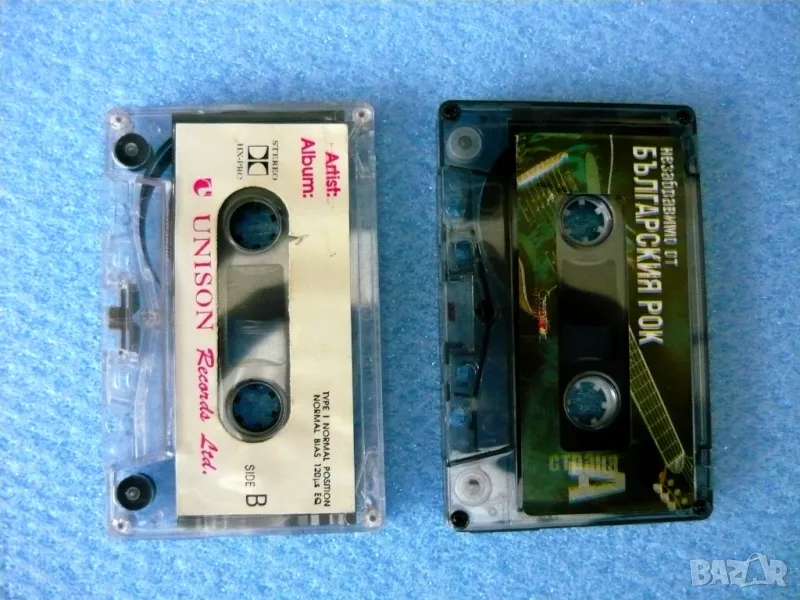 Artist:
Album:
STEREO
HX-PRO
UNISON
Records Ltd.
TYPE I NORMAL POSITION
NORMAL BIAS 120µs EQ
SIDE B
незабравимо от
БЪЛГАРСКИЯ РОК
страна
А
BAZAR